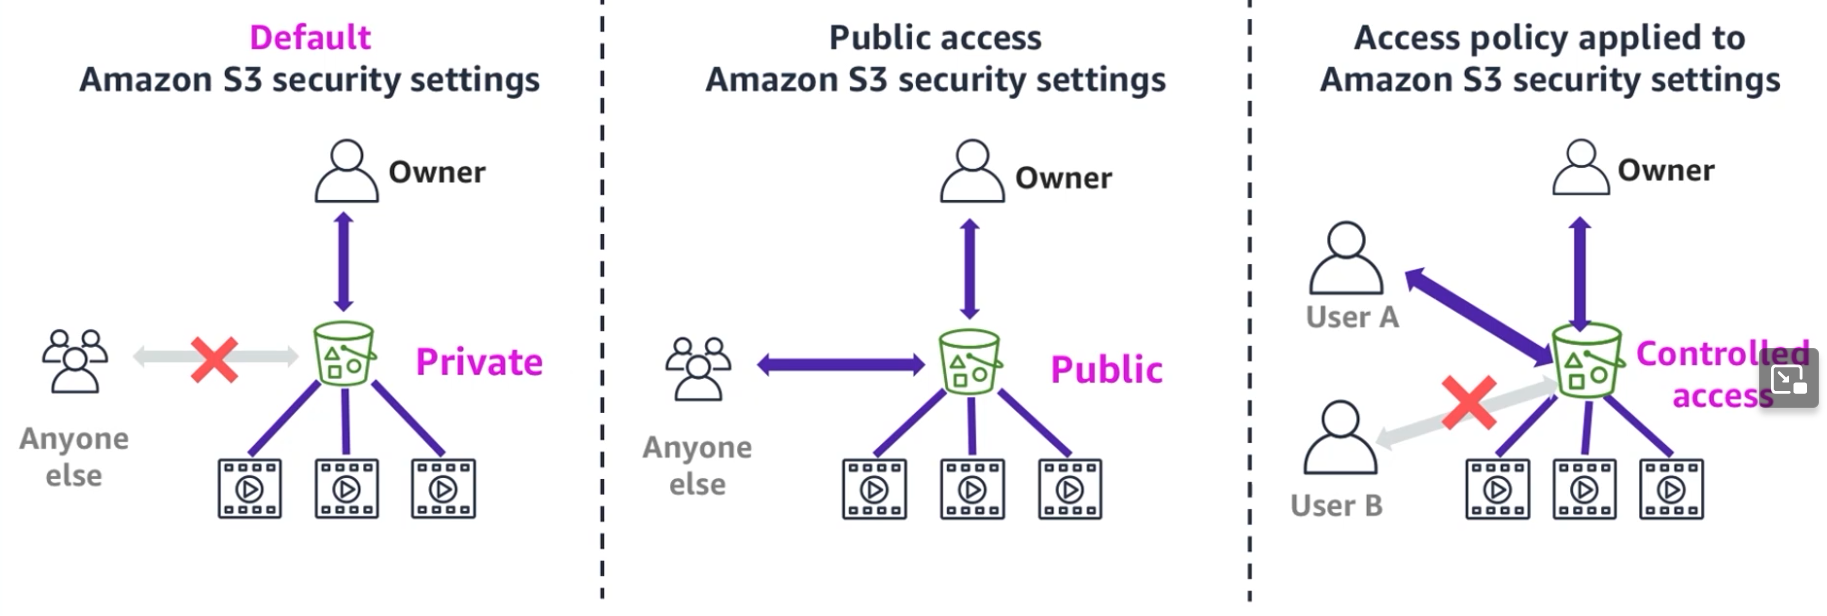 Default
Amazon S3 security settings
Owner
Private
Anyone
else
Public access
Amazon S3 security settings
Owner
Public
Anyone
else
Access policy applied to
Amazon S3 security settings
Owner
User A
Controlled
access
User B